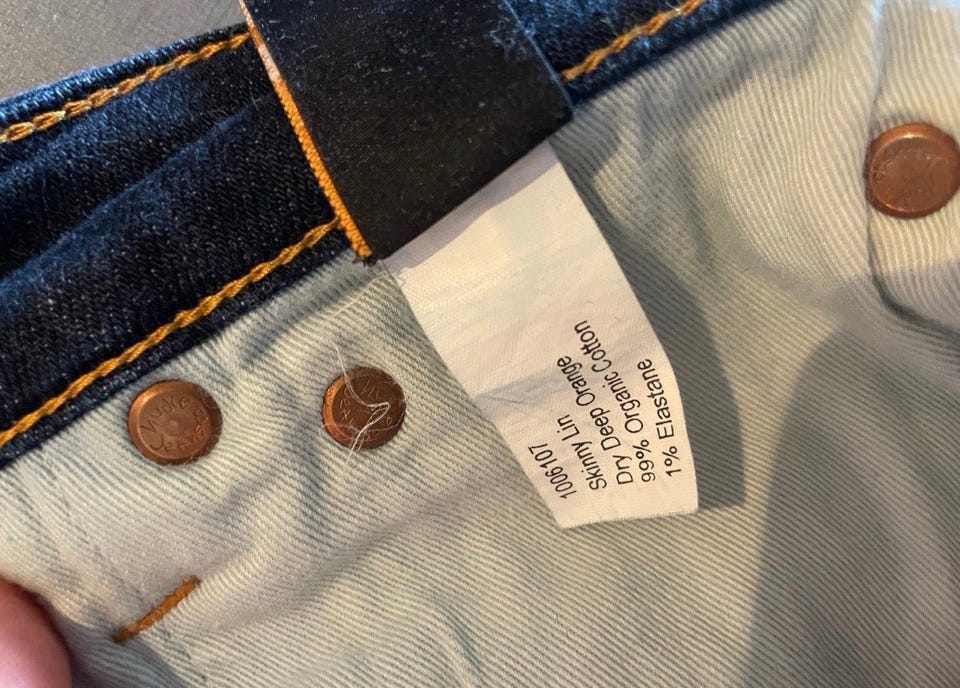 1006107
Skinny Lin
Dry Deep Orange
99% Organic Cotton
1% Elastane